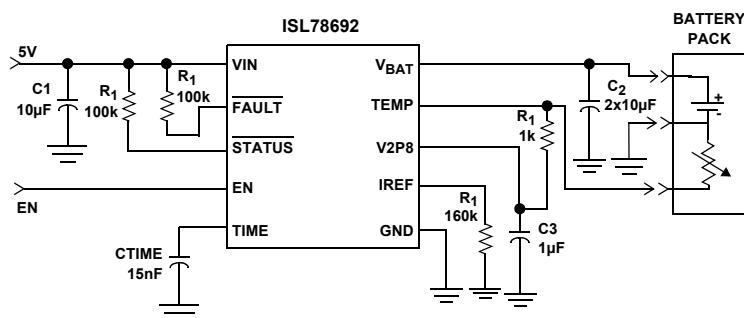 ISL78692
BATTERY
PACK
5V
C1
10µF
R1
100k
R1
100k
VIN
FAULT
STATUS
EN
TIME
VBAT
TEMP
V2P8
IREF
GND
EN
CTIME
15nF
R1
1k
R1
160k
C3
1µF
C2
2x10µF
+
-